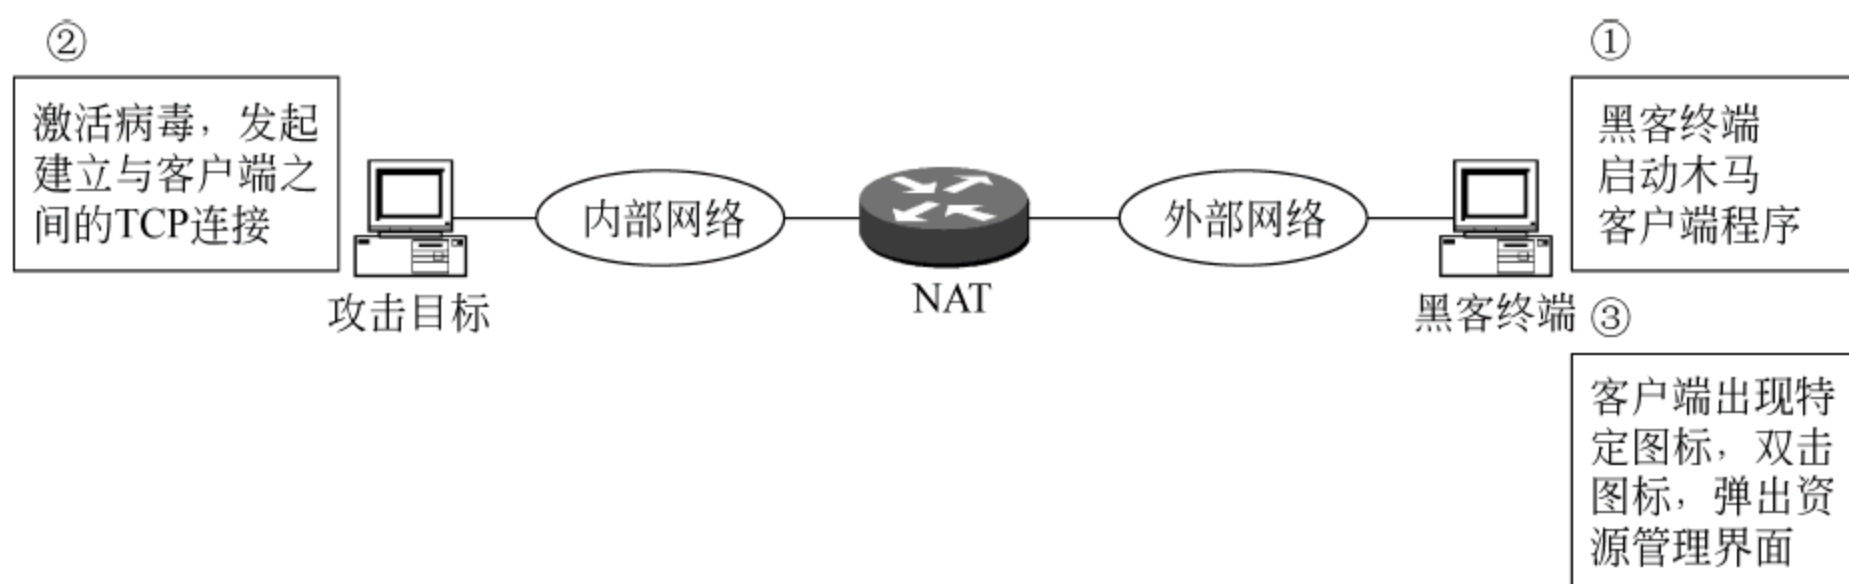 ②
激活病毒，发起
建立与客户端之
间的TCP连接
攻击目标
内部网络
NAT
外部网络
黑客终端
①
黑客终端
启动木马
客户端程序
③
客户端出现特
定图标，双击
图标，弹出资
源管理界面